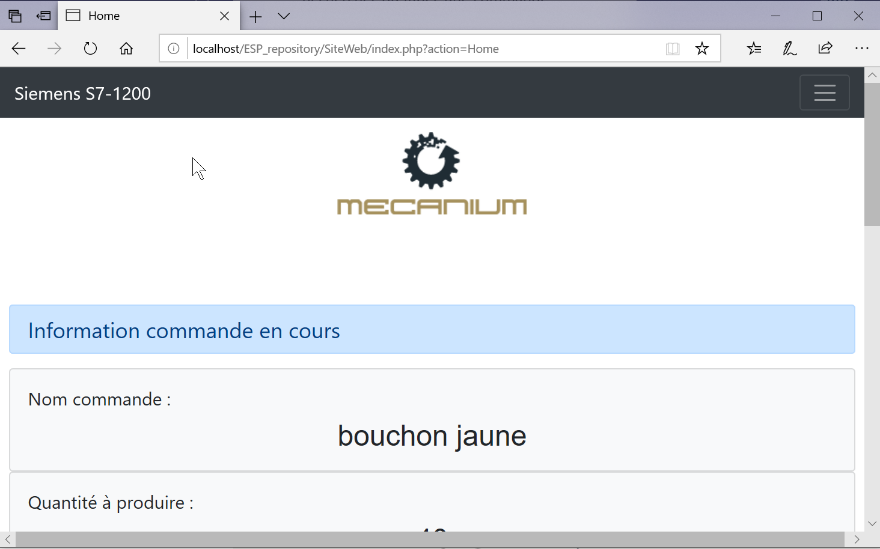 Home
localhost/ESP_repository/SiteWeb/index.php?action=Home
Siemens S7-1200
MECANIUM
Information commande en cours
Nom commande :
bouchon jaune
Quantité à produire :